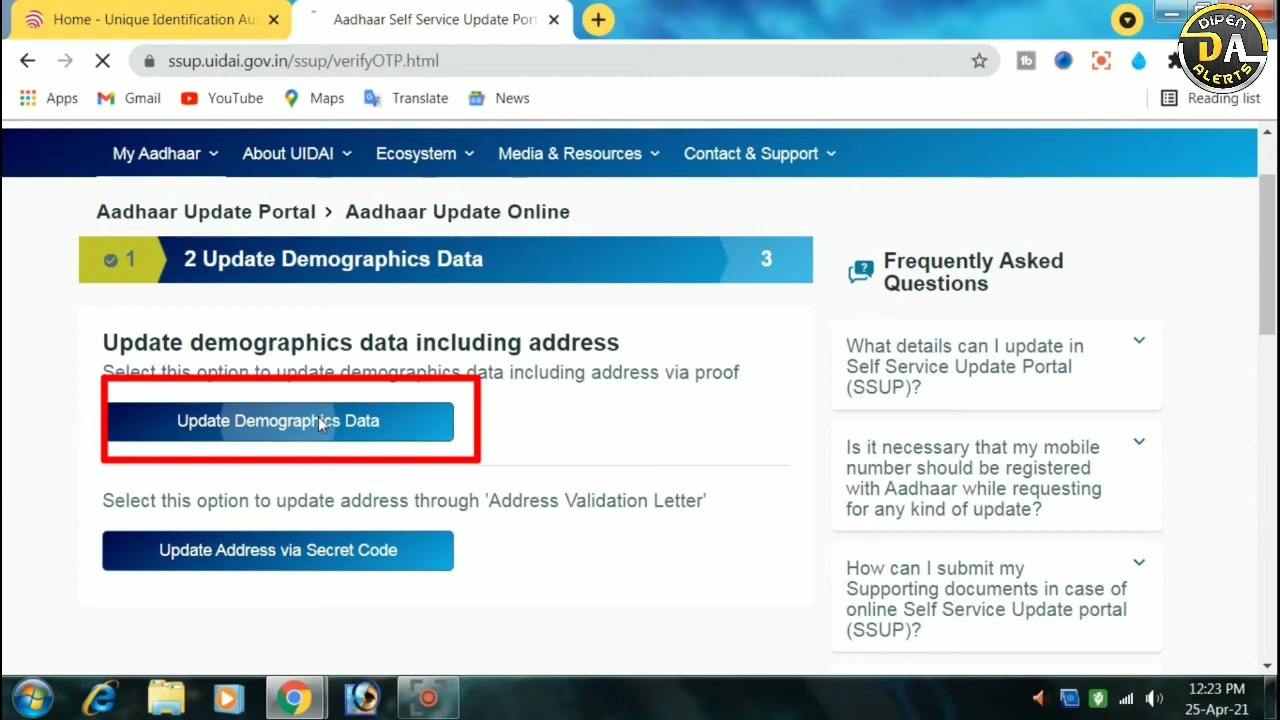 Home - Unique Identification Au
Aadhaar Self Service Update Por
DIPEN
DA
ALERTS
ssup.uidai.gov.in/ssup/verifyOTP.html
Apps
Gmail
YouTube
Maps
Translate
News
Reading list
My Aadhaar
About UIDAI
Ecosystem
Media & Resources
Contact & Support
Aadhaar Update Portal > Aadhaar Update Online
1
2 Update Demographics Data
3
Update demographics data including address
Select this option to update demographics data including address via proof
Update Demographics Data
Select this option to update address through 'Address Validation Letter'
Update Address via Secret Code
Frequently Asked
Questions
What details can I update in
Self Service Update Portal
(SSUP)?
Is it necessary that my mobile
number should be registered
with Aadhaar while requesting
for any kind of update?
How can I submit my
Supporting documents in case of
online Self Service Update portal
(SSUP)?
12:23 PM
25-Apr-21